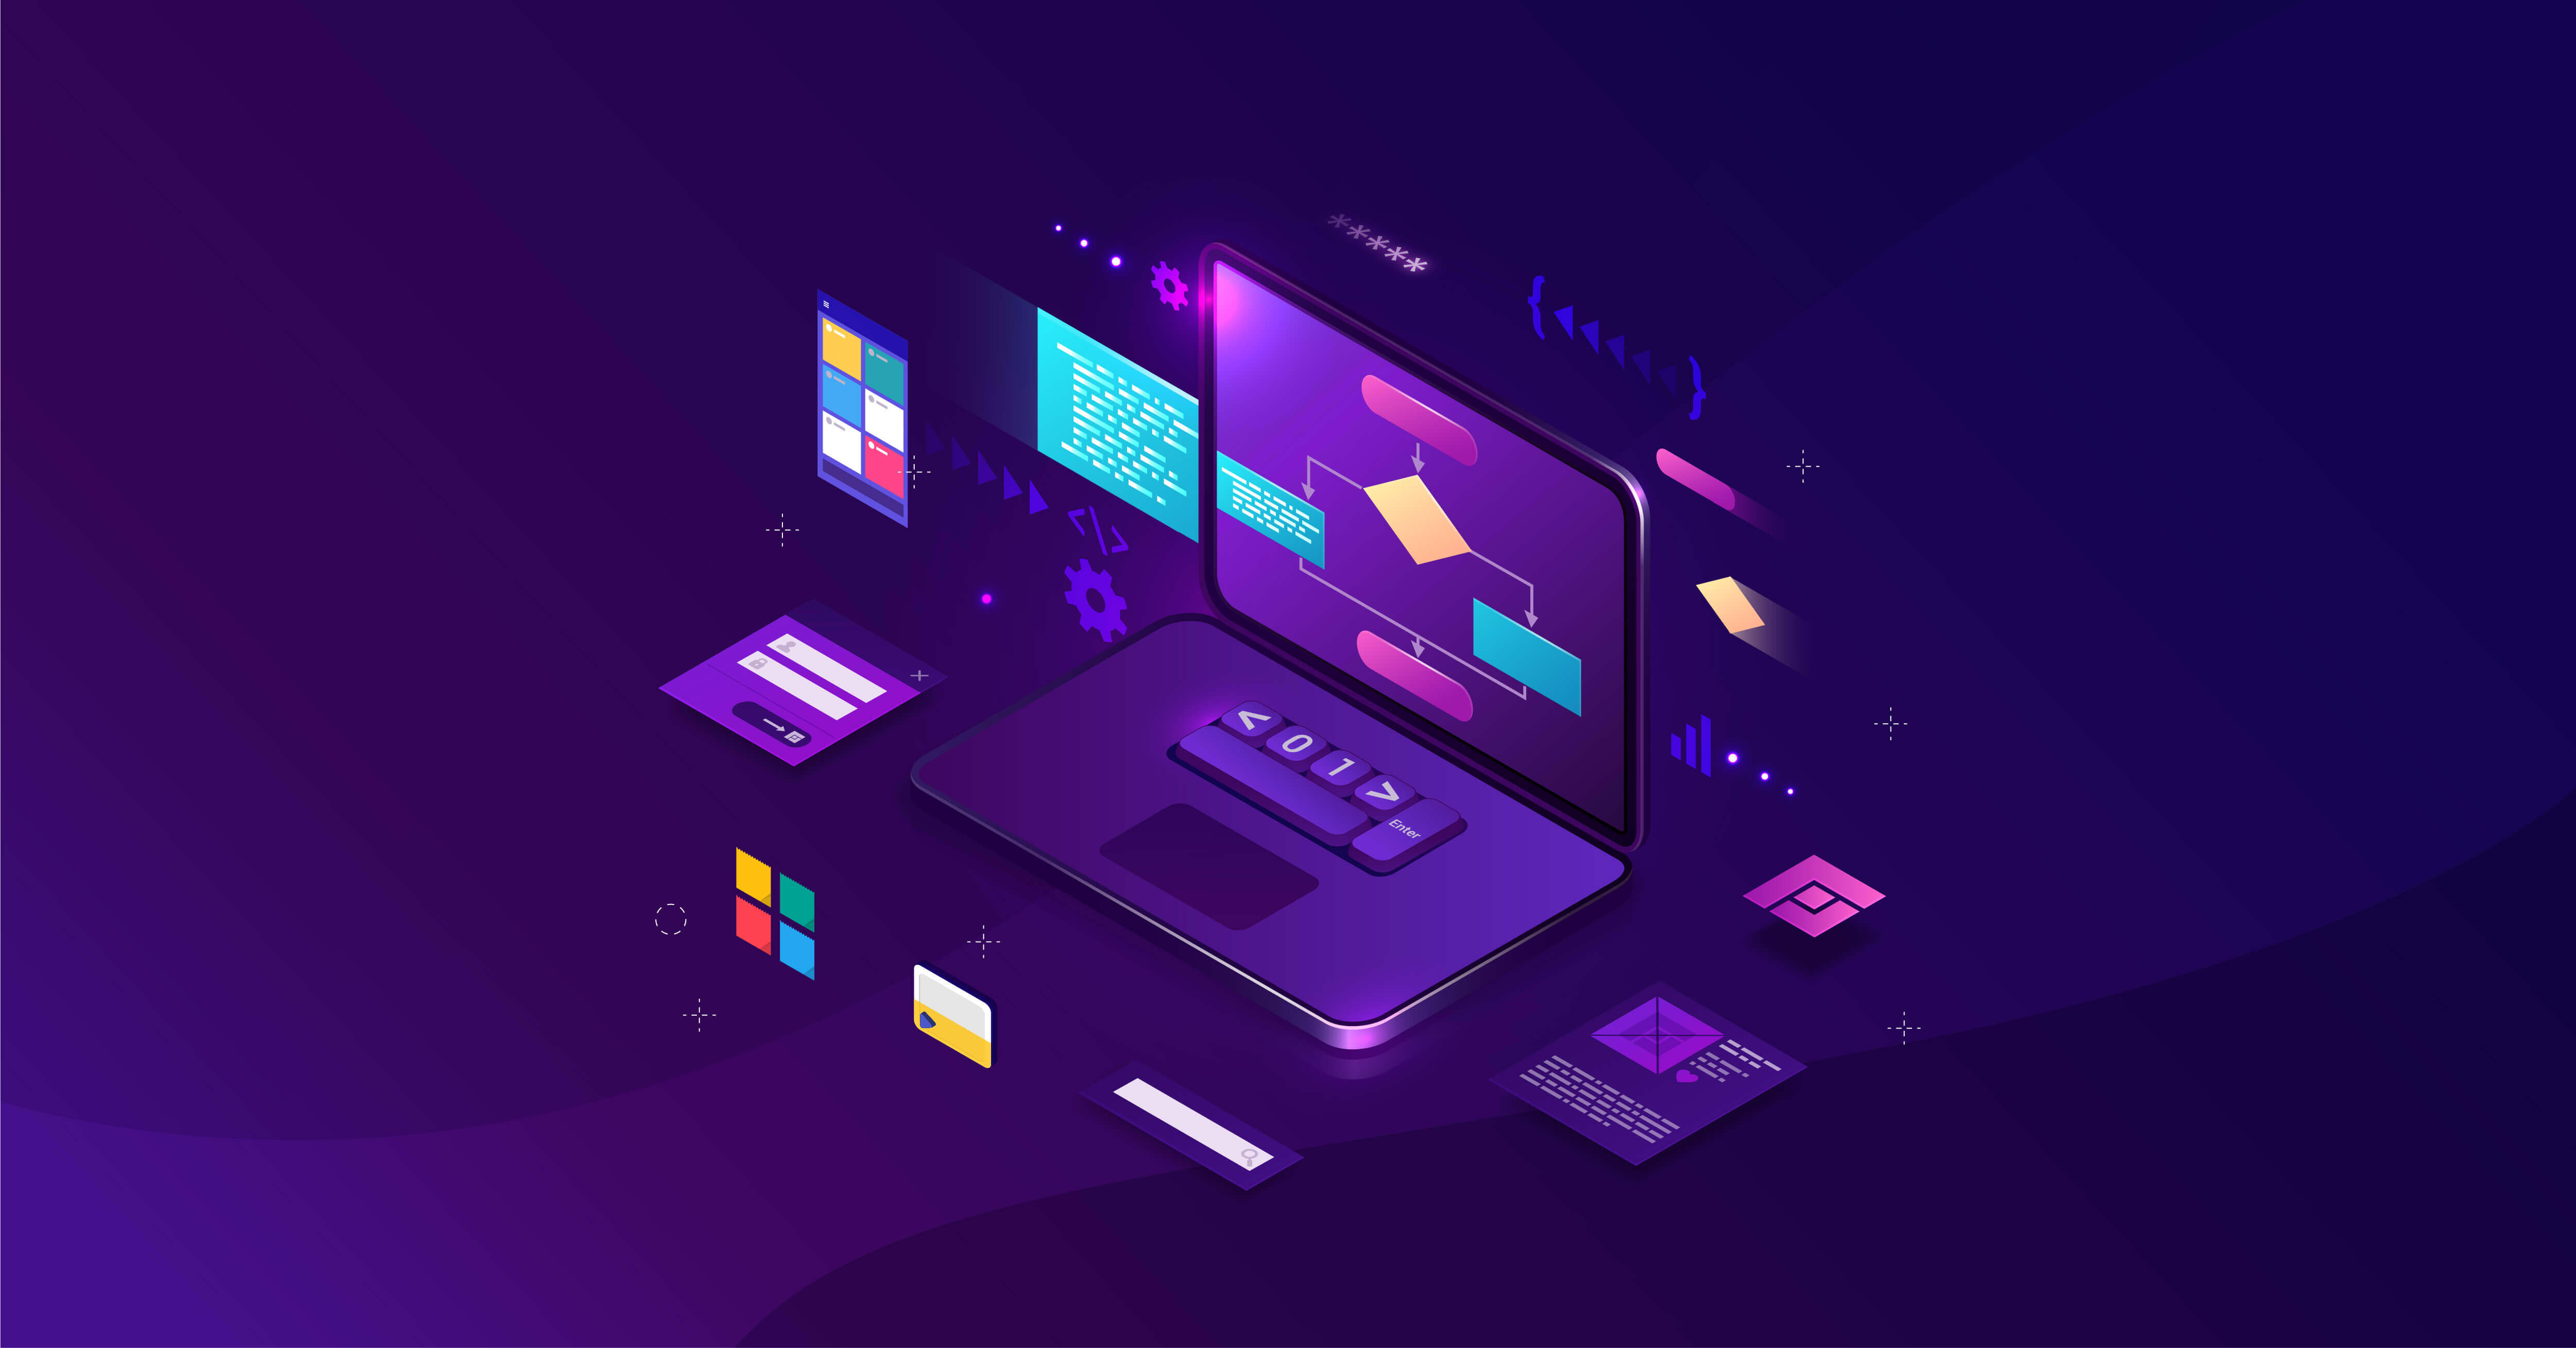 *****
{ }
</>
< 0 1 >
Enter